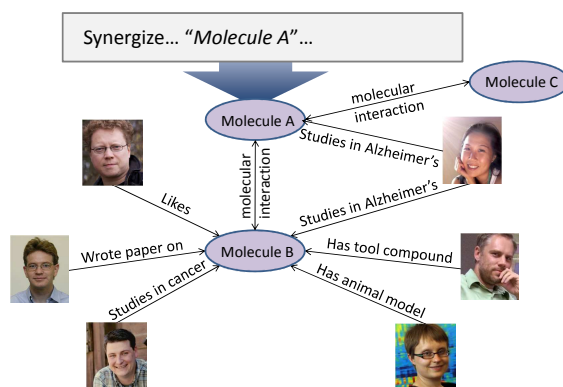 Synergize… “Molecule A”…
Molecule C
molecular
interaction
Molecule A
Studies in Alzheimer’s
molecular
interaction
Likes
Studies in Alzheimer’s
Wrote paper on
Molecule B
Has tool compound
Studies in cancer
Has animal model